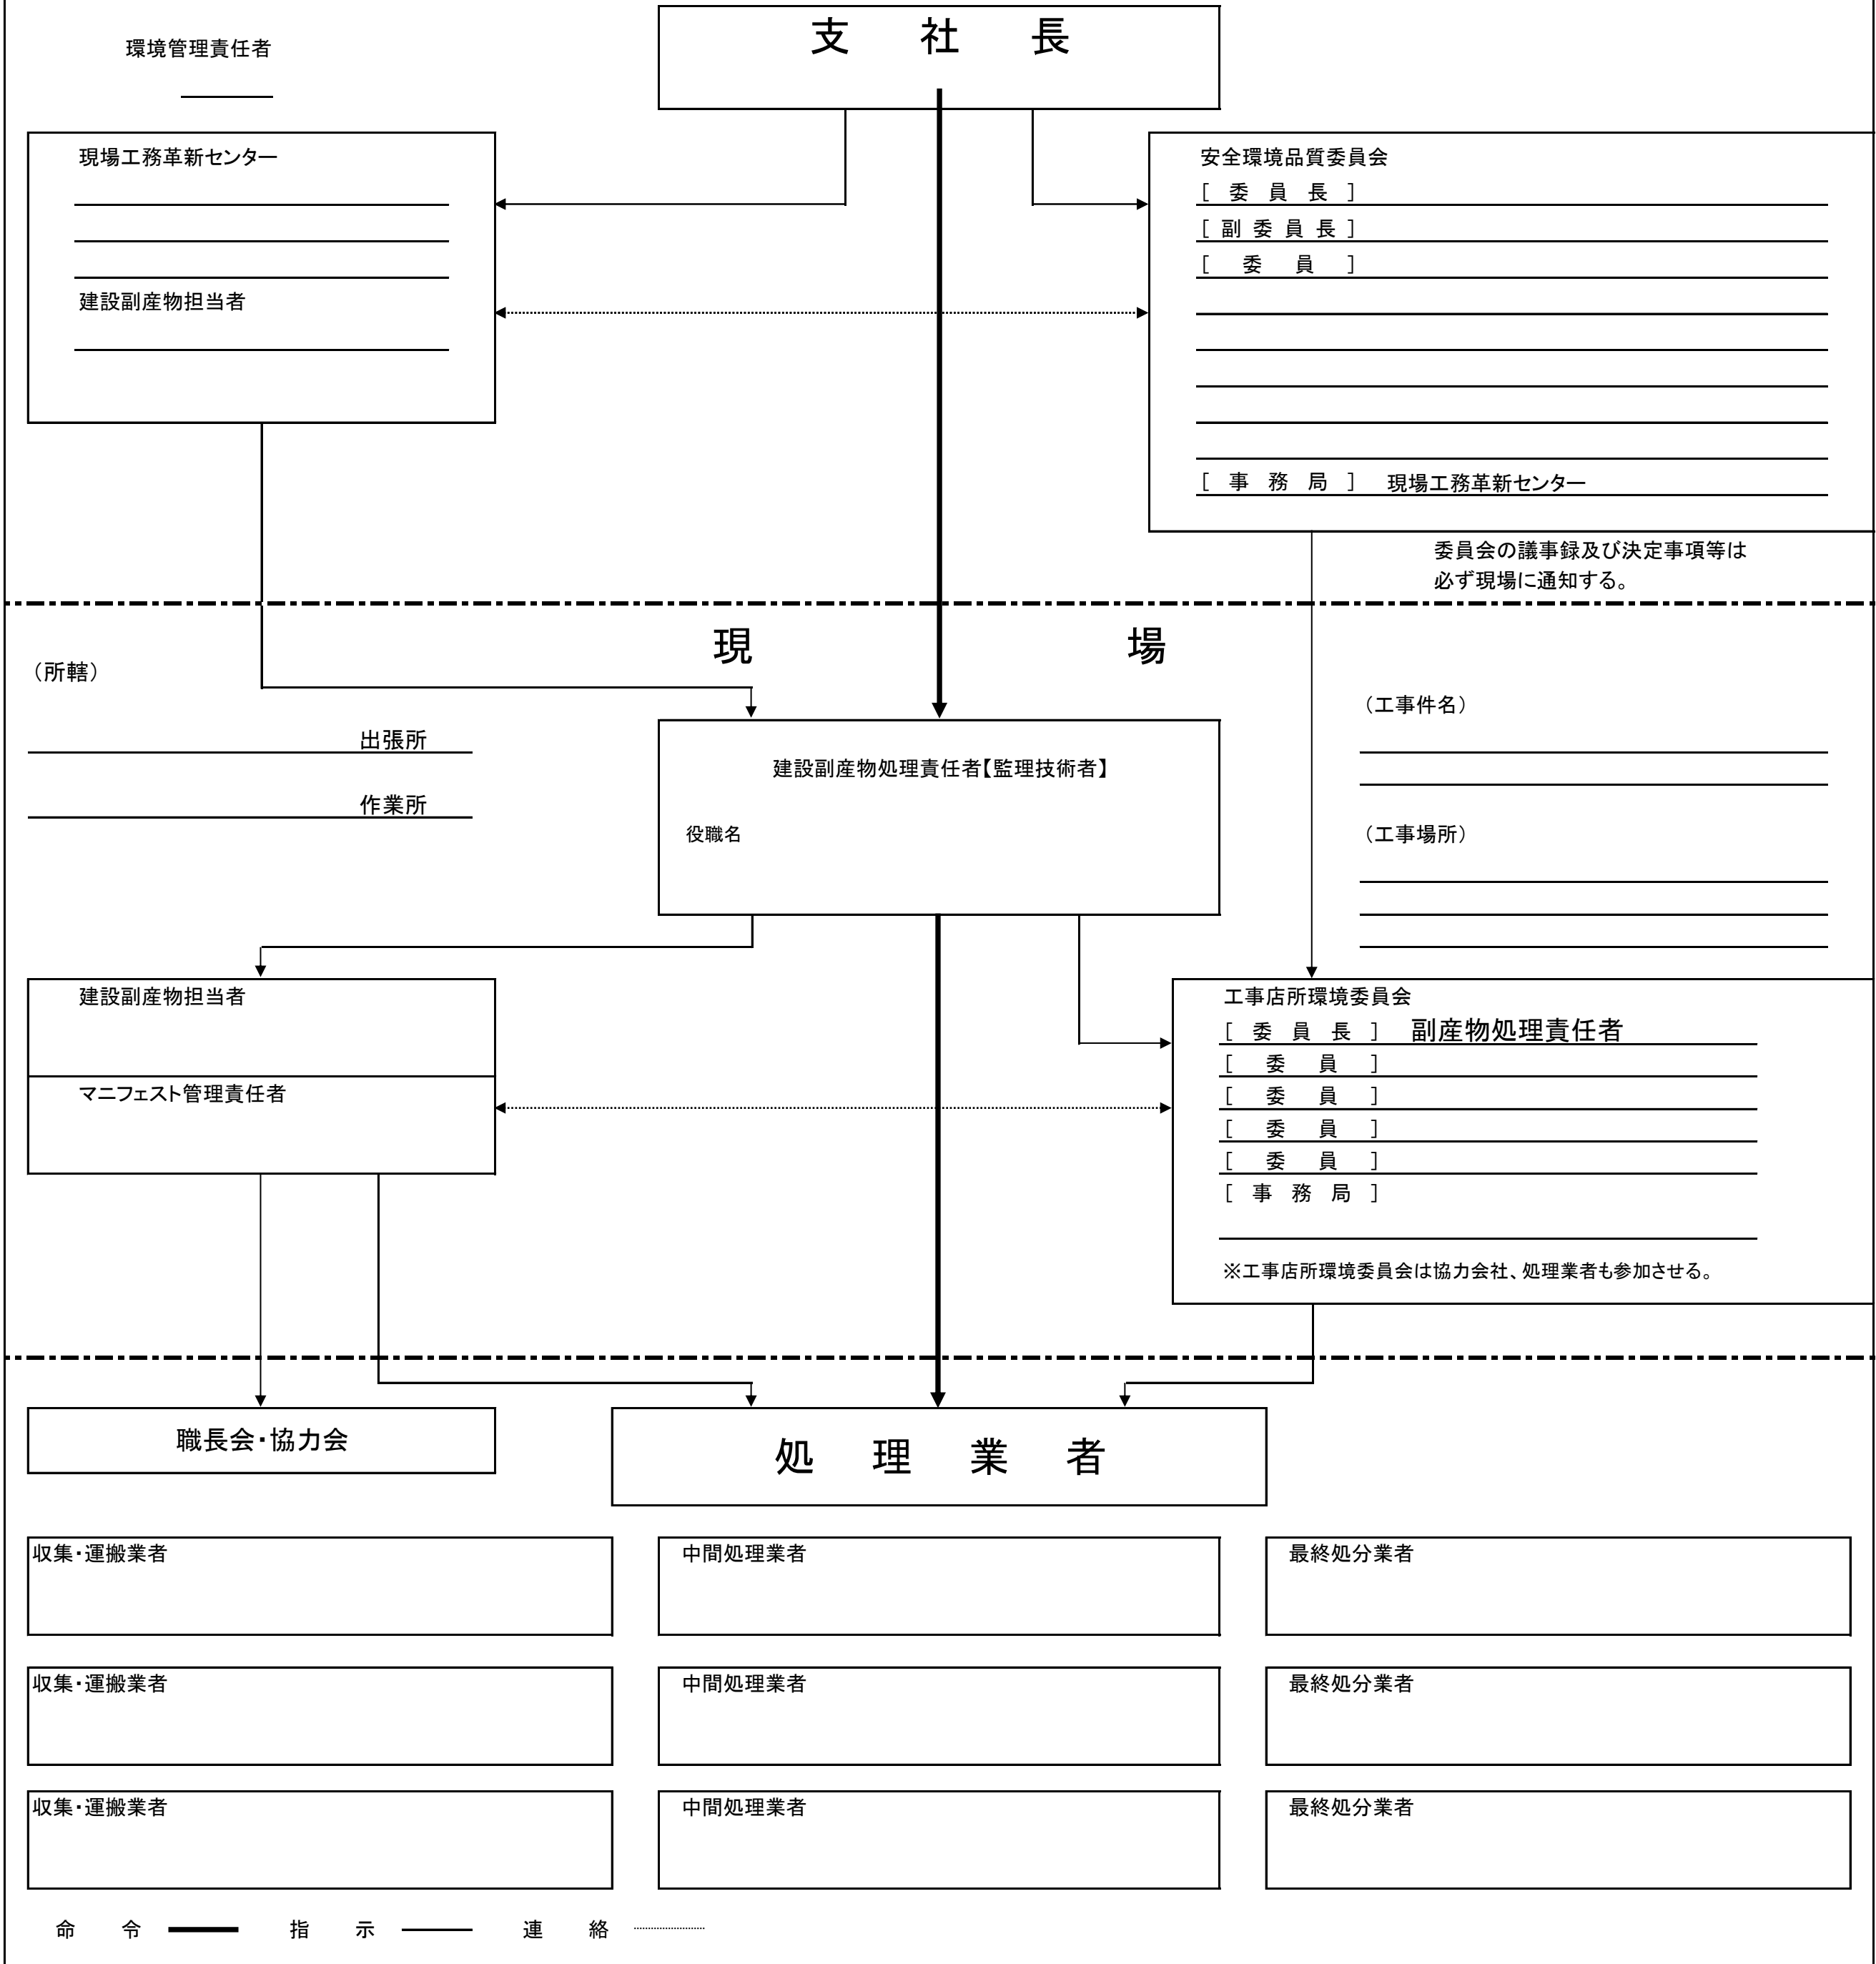 支　社　長
環境管理責任者
現場工務革新センター
建設副産物担当者
安全環境品質委員会
［　委　員　長　］
［　副　委　員　長　］
［　委　員　］
［　事　務　局　］　現場工務革新センター
委員会の議事録及び決定事項等は
必ず現場に通知する。
現　場
（所轄）
出張所
作業所
建設副産物処理責任者【監理技術者】
役職名
（工事件名）
（工事場所）
建設副産物担当者
マニフェスト管理責任者
工事店所環境委員会
［　委　員　長　］　副産物処理責任者
［　委　員　］
［　委　員　］
［　委　員　］
［　委　員　］
［　事　務　局　］
※工事店所環境委員会は協力会社、処理業者も参加させる。
職長会・協力会
処　理　業　者
収集・運搬業者
中間処理業者
最終処分業者
収集・運搬業者
中間処理業者
最終処分業者
収集・運搬業者
中間処理業者
最終処分業者
命　令　指　示　連　絡